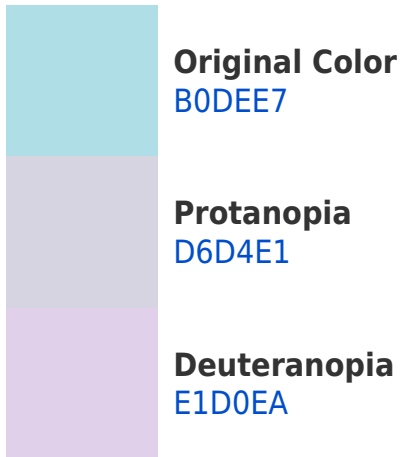 Original Color
B0DEE7
Protanopia
D6D4E1
Deuteranopia
E1D0EA